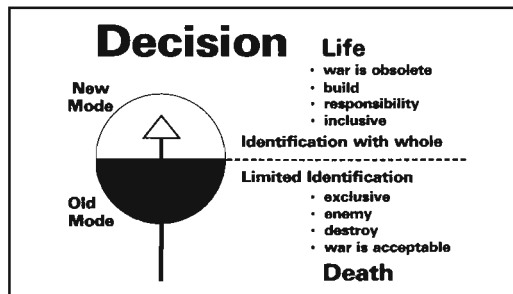 Decision
New
Mode
Old
Mode
Life
· war is obsolete
· build
· responsibility
· inclusive
Identification with whole
Limited Identification
· exclusive
· enemy
· destroy
· war is acceptable
Death